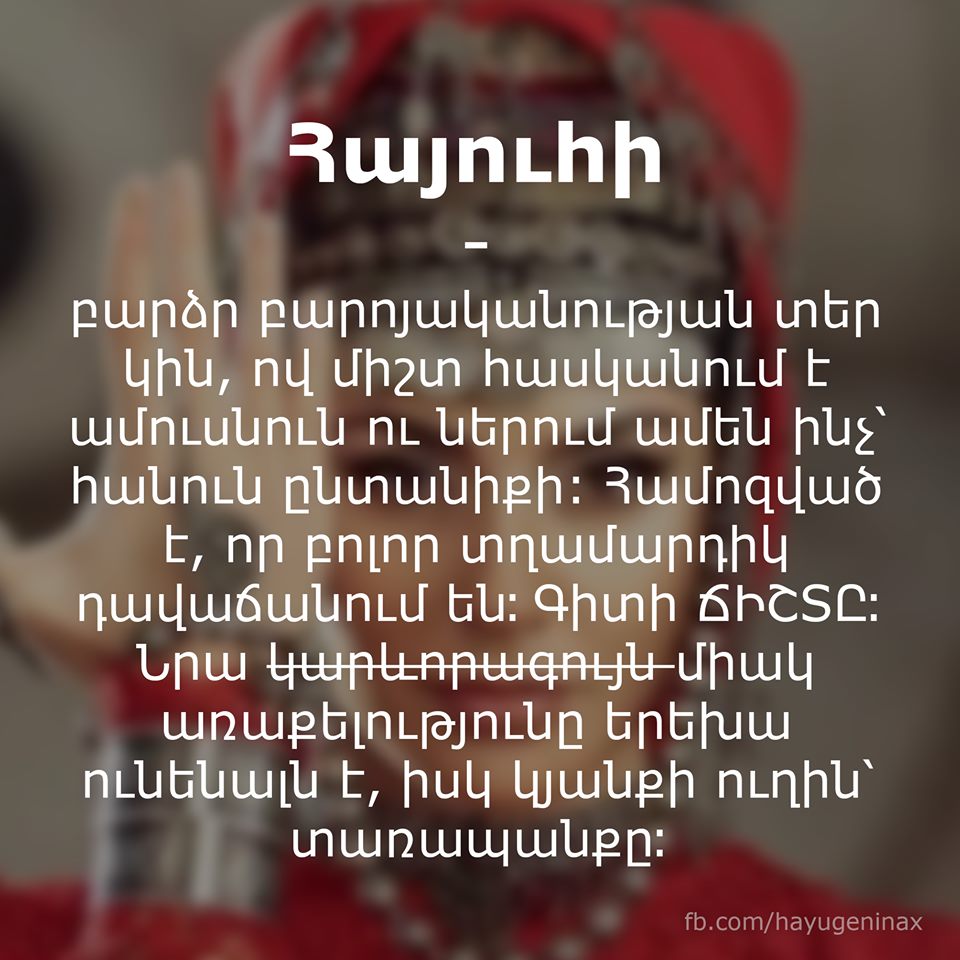 Հայուհի
–
բարձր բարոյականության տեր
կին, ով միշտ հասկանում է
ամուսնուն ու ներում ամեն ինչ՝
հանուն ընտանիքի: Համոզված
է, որ բոլոր տղամարդիկ
դավաճանում են: Գիտի ՃԻՇՏԸ:
Նրա կարևորագույն միակ
առաքելությունը երեխա
ունենալն է, իսկ կյանքի ուղին՝
տառապանքը:
fb.com/hayugeninax